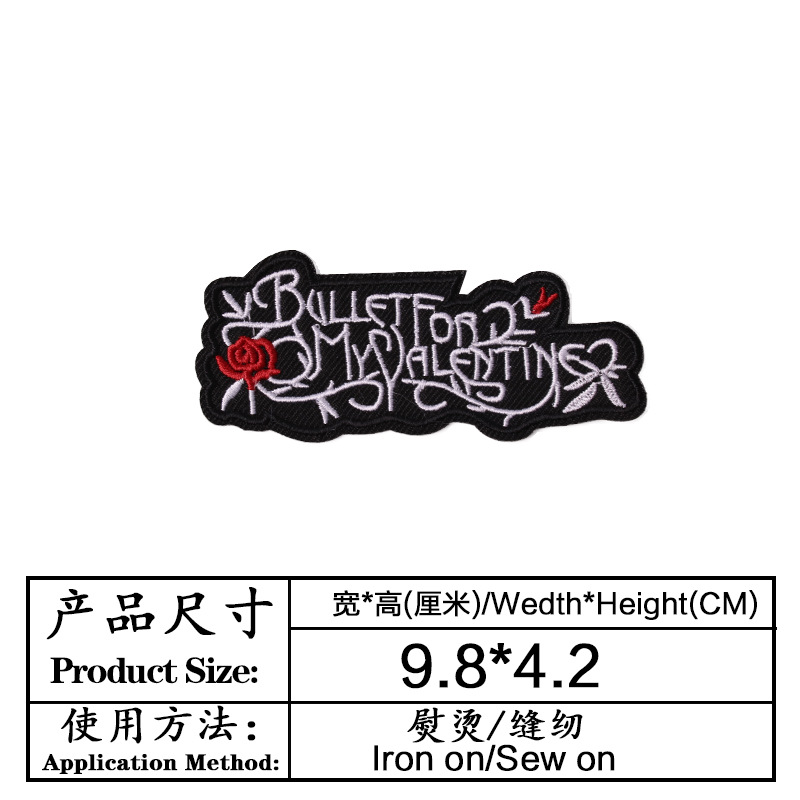 BULLET FOR
MY VALENTINE
产品尺寸
Product Size:
宽*高(厘米)/Wedth*Height(CM)
9.8*4.2
使用方法：
Application Method:
熨烫/缝纫
Iron on/Sew on